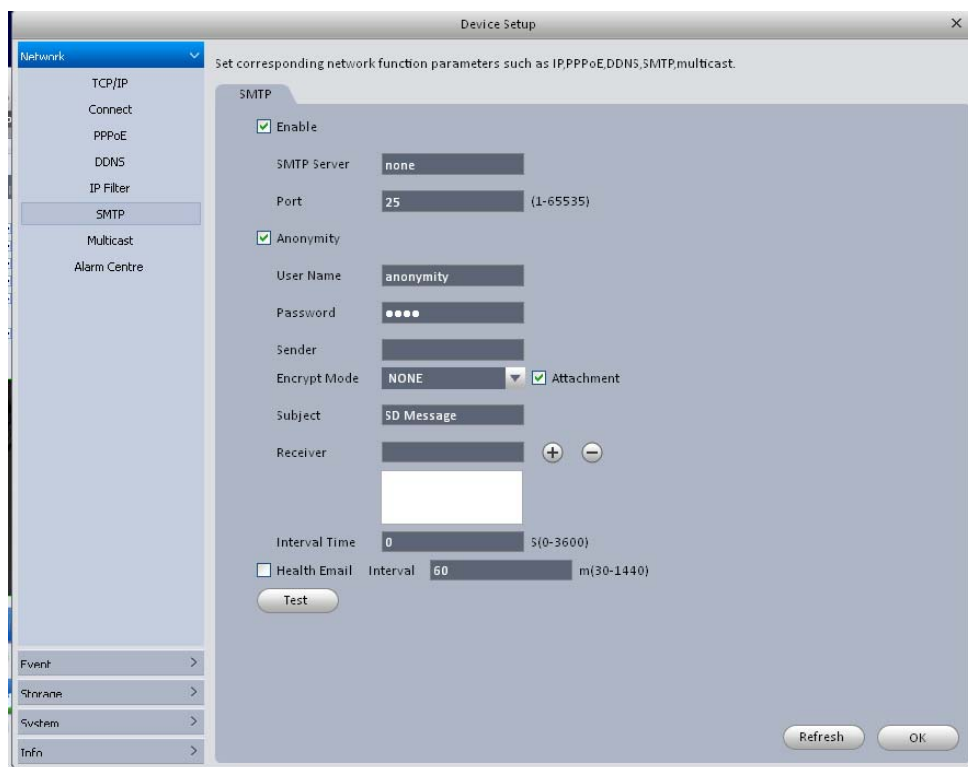 Device Setup
Network
TCP/IP
Connect
PPPoE
DDNS
IP Filter
SMTP
Multicast
Alarm Centre
Event
Storage
System
Info
Set corresponding network function parameters such as IP,PPPoE,DDNS,SMTP,multicast.
SMTP
Enable
SMTP Server none
Port 25 (1-65535)
Anonymity
User Name anonymity
Password ●●●●
Sender
Encrypt Mode NONE Attachment
Subject SD Message
Receiver
Interval Time 0 S(0-3600)
Health Email Interval 60 m(30-1440)
Test
Refresh OK